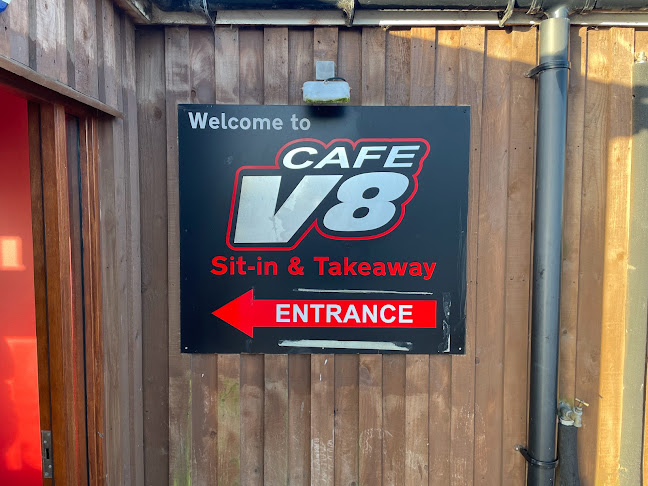 Welcome to
CAFE
V8
Sit-in & Takeaway
ENTRANCE